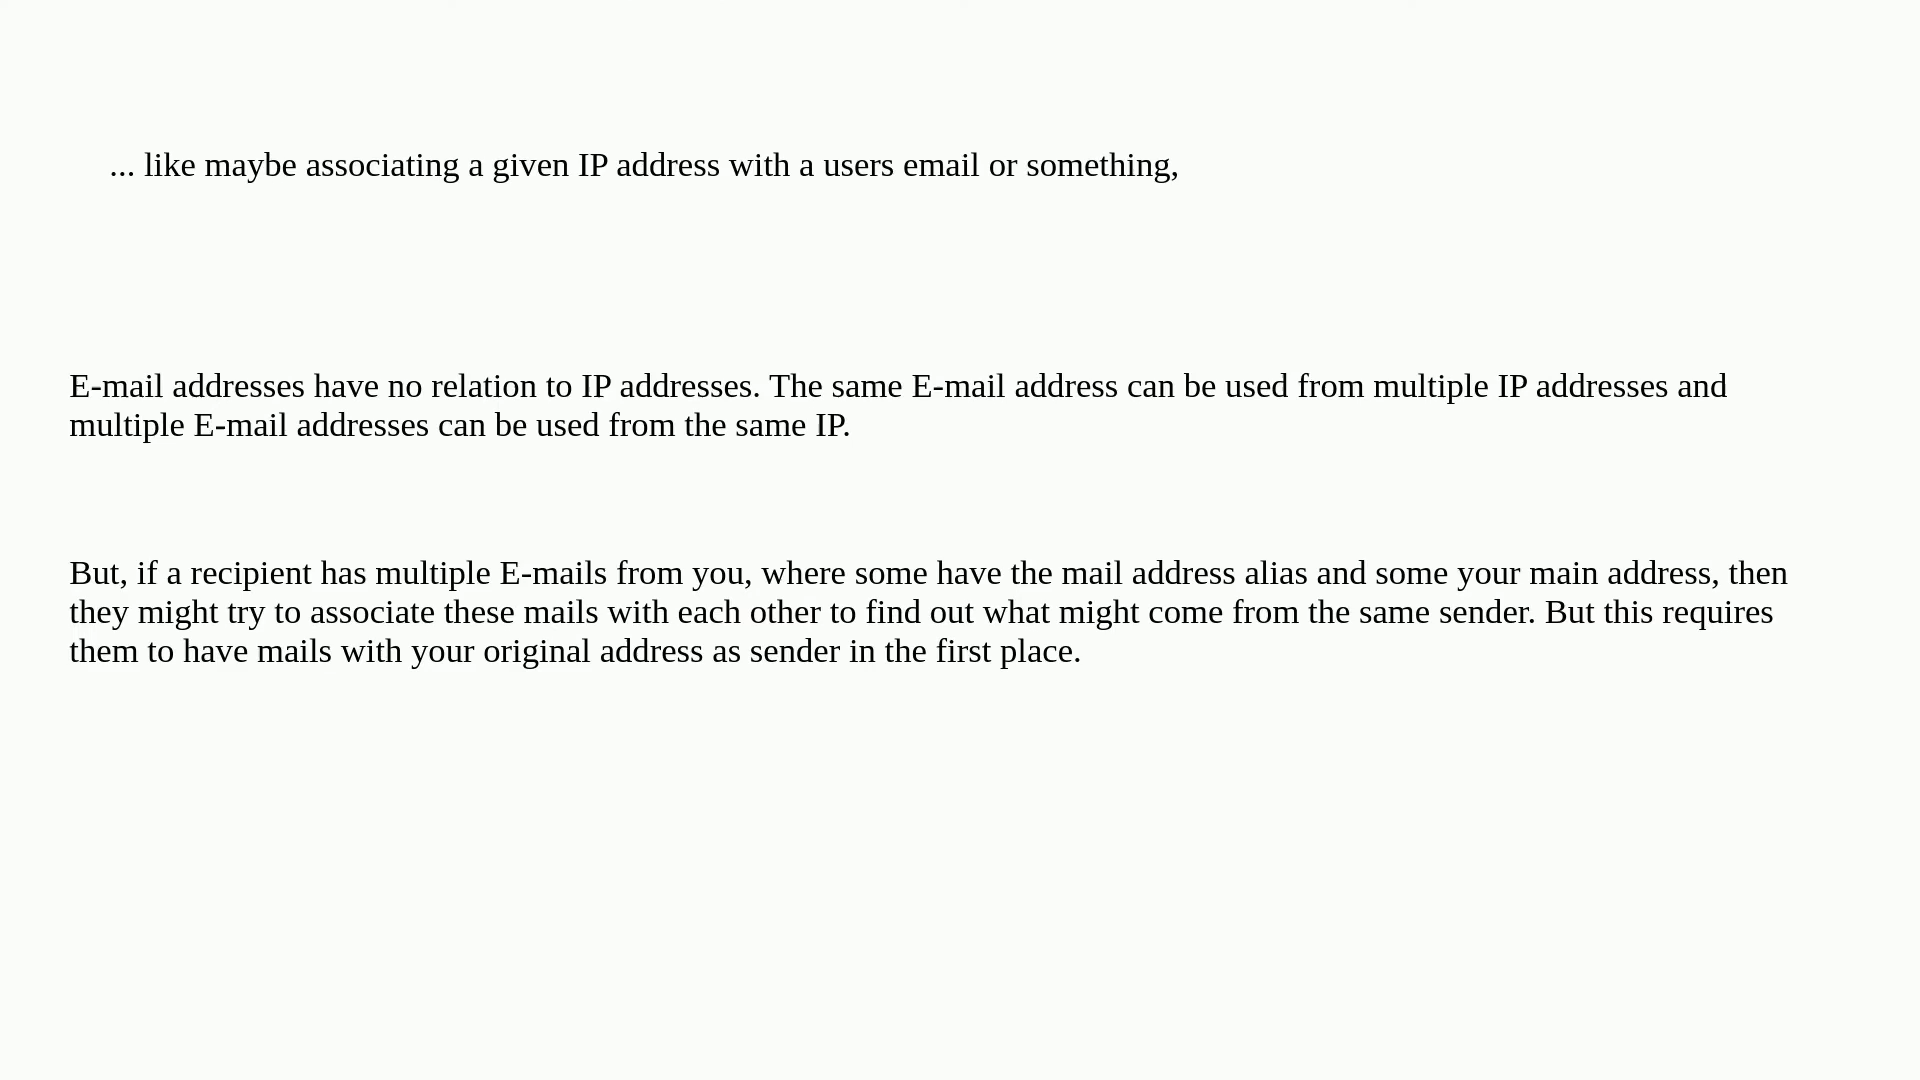 ... like maybe associating a given IP address with a users email or something,
E-mail addresses have no relation to IP addresses. The same E-mail address can be used from multiple IP addresses and
multiple E-mail addresses can be used from the same IP.
But, if a recipient has multiple E-mails from you, where some have the mail address alias and some your main address, then
they might try to associate these mails with each other to find out what might come from the same sender. But this requires
them to have mails with your original address as sender in the first place.